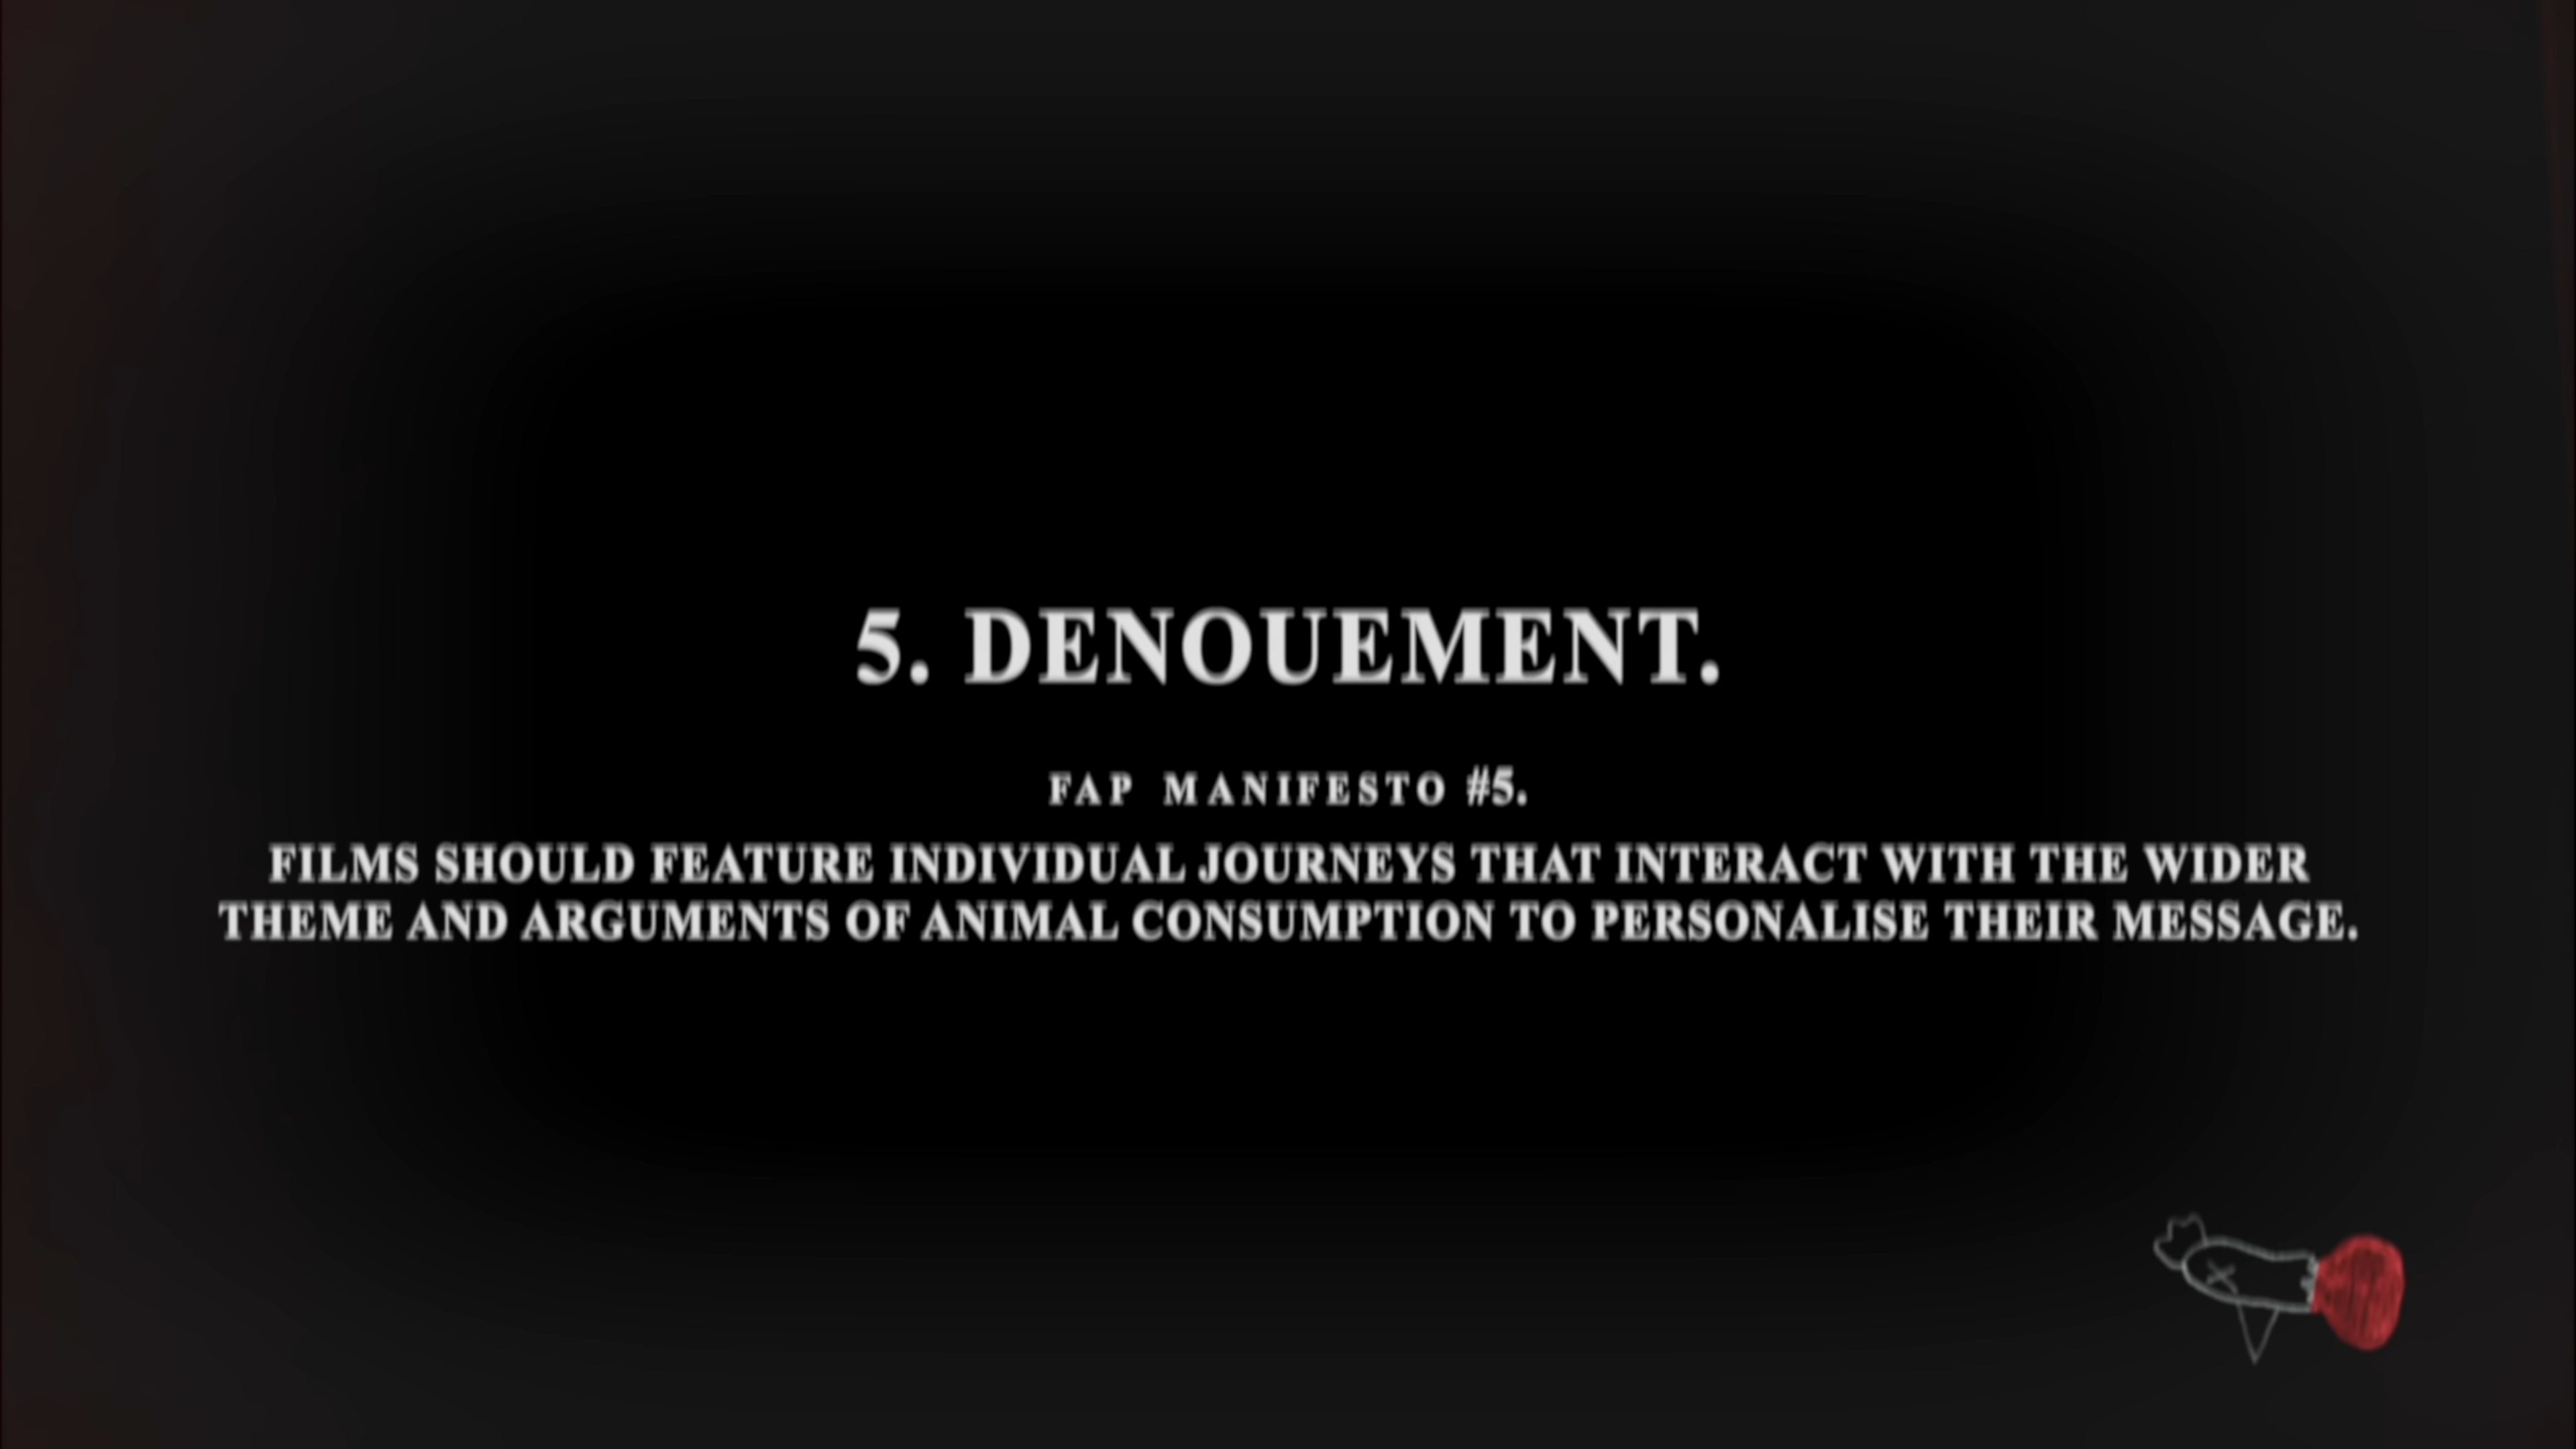 5. DENOUEMENT.
FAP MANIFESTO #5.
FILMS SHOULD FEATURE INDIVIDUAL JOURNEYS THAT INTERACT WITH THE WIDER
THEME AND ARGUMENTS OF ANIMAL CONSUMPTION TO PERSONALISE THEIR MESSAGE.